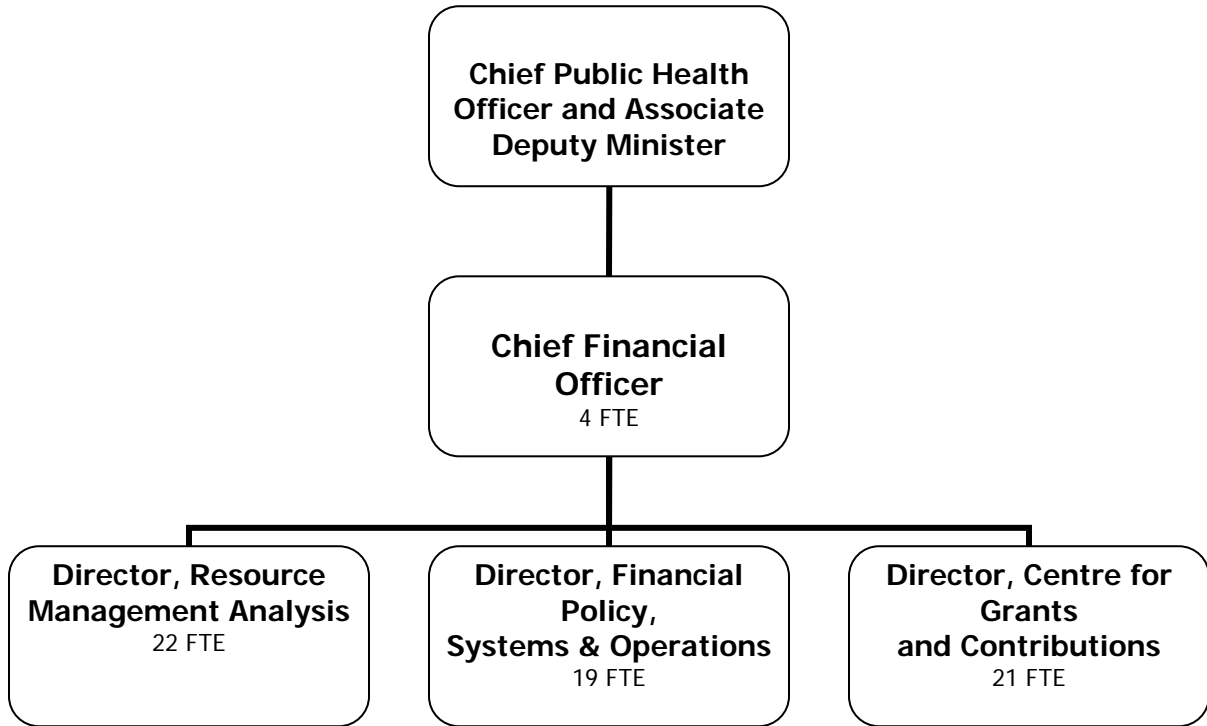 Chief Public Health
Officer and Associate
Deputy Minister
Chief Financial
Officer
4 FTE
Director, Resource
Management Analysis
22 FTE
Director, Financial
Policy,
Systems & Operations
19 FTE
Director, Centre for
Grants
and Contributions
21 FTE